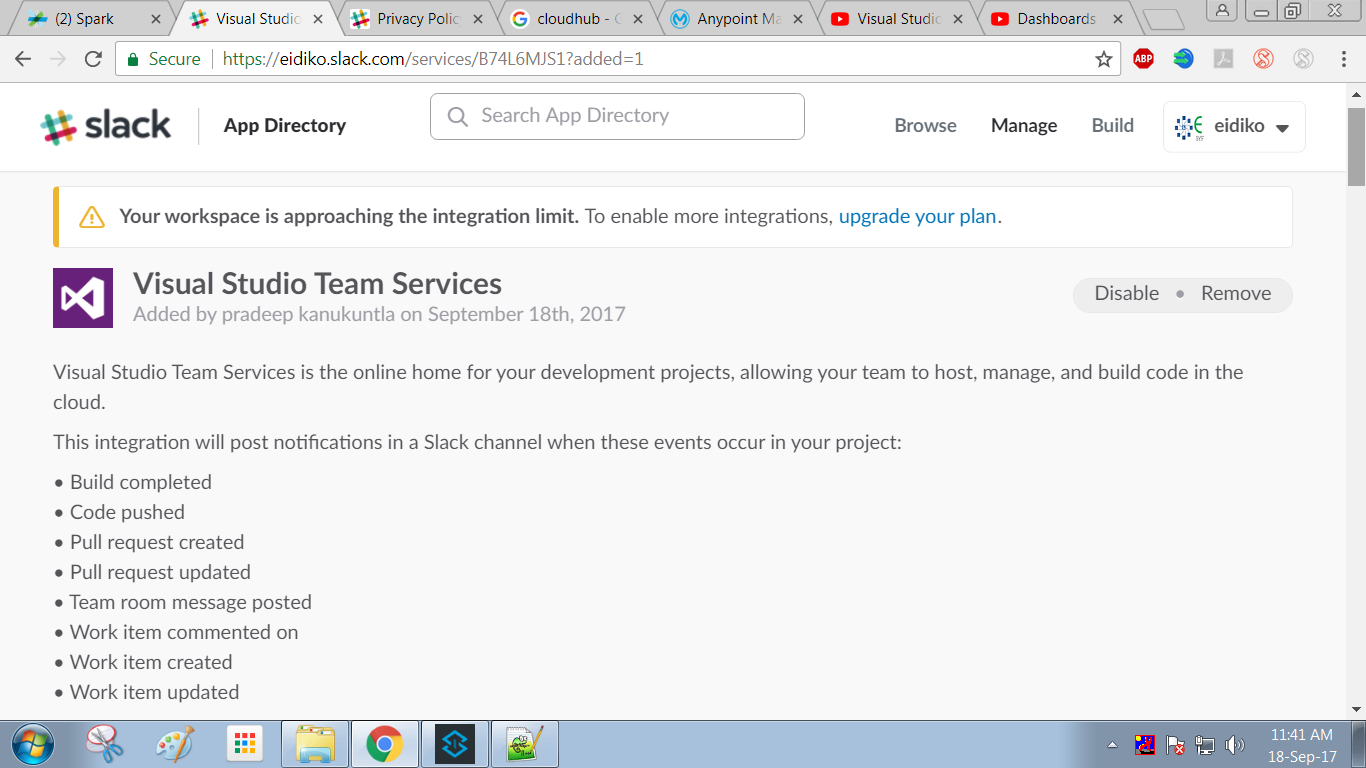 (2) Spark
Visual Studio
Privacy Polic
cloudhub - G
Anypoint Ma
Visual Studic
Dashboards
Secure
https://eidiko.slack.com/services/B74L6MJS1?added=1
ABP
slack
App Directory
Search App Directory
Browse
Manage
Build
eidiko
Your workspace is approaching the integration limit. To enable more integrations, upgrade your plan.
Visual Studio Team Services
Added by pradeep kanukuntla on September 18th, 2017
Disable • Remove
Visual Studio Team Services is the online home for your development projects, allowing your team to host, manage, and build code in the
cloud.
This integration will post notifications in a Slack channel when these events occur in your project:
• Build completed
• Code pushed
• Pull request created
• Pull request updated
• Team room message posted
• Work item commented on
• Work item created
• Work item updated
11:41 AM
18-Sep-17